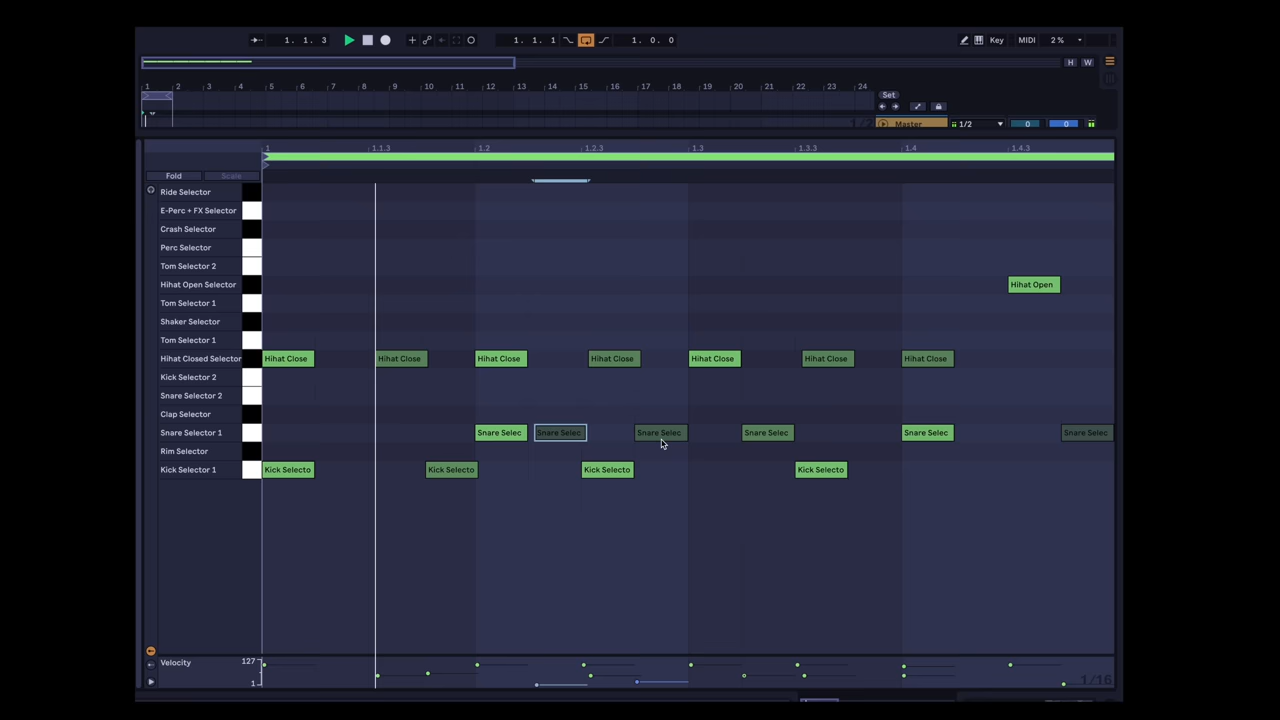 1. 1. 3
1. 1. 1
1. 0. 0
Key
MIDI
2 %
H
W
1 2 3 4 5 6 7 8 9 10 11 12 13 14 15 16 17 18 19 20 21 22 23 24
Set
1/2
Master
1/2
0
0
1 1.1.3 1.2 1.2.3 1.3 1.3.3 1.4 1.4.3
Fold
Scale
Ride Selector
E-Perc + FX Selector
Crash Selector
Perc Selector
Tom Selector 2
Hihat Open Selector
Hihat Open
Tom Selector 1
Shaker Selector
Tom Selector 1
Hihat Closed Selector
Hihat Close Hihat Close Hihat Close Hihat Close Hihat Close Hihat Close Hihat Close
Kick Selector 2
Snare Selector 2
Clap Selector
Snare Selector 1
Snare Selec Snare Selec Snare Selec Snare Selec Snare Selec Snare Selec
Rim Selector
Kick Selector 1
Kick Selecto Kick Selecto Kick Selecto Kick Selecto
Velocity
127
1
1/16